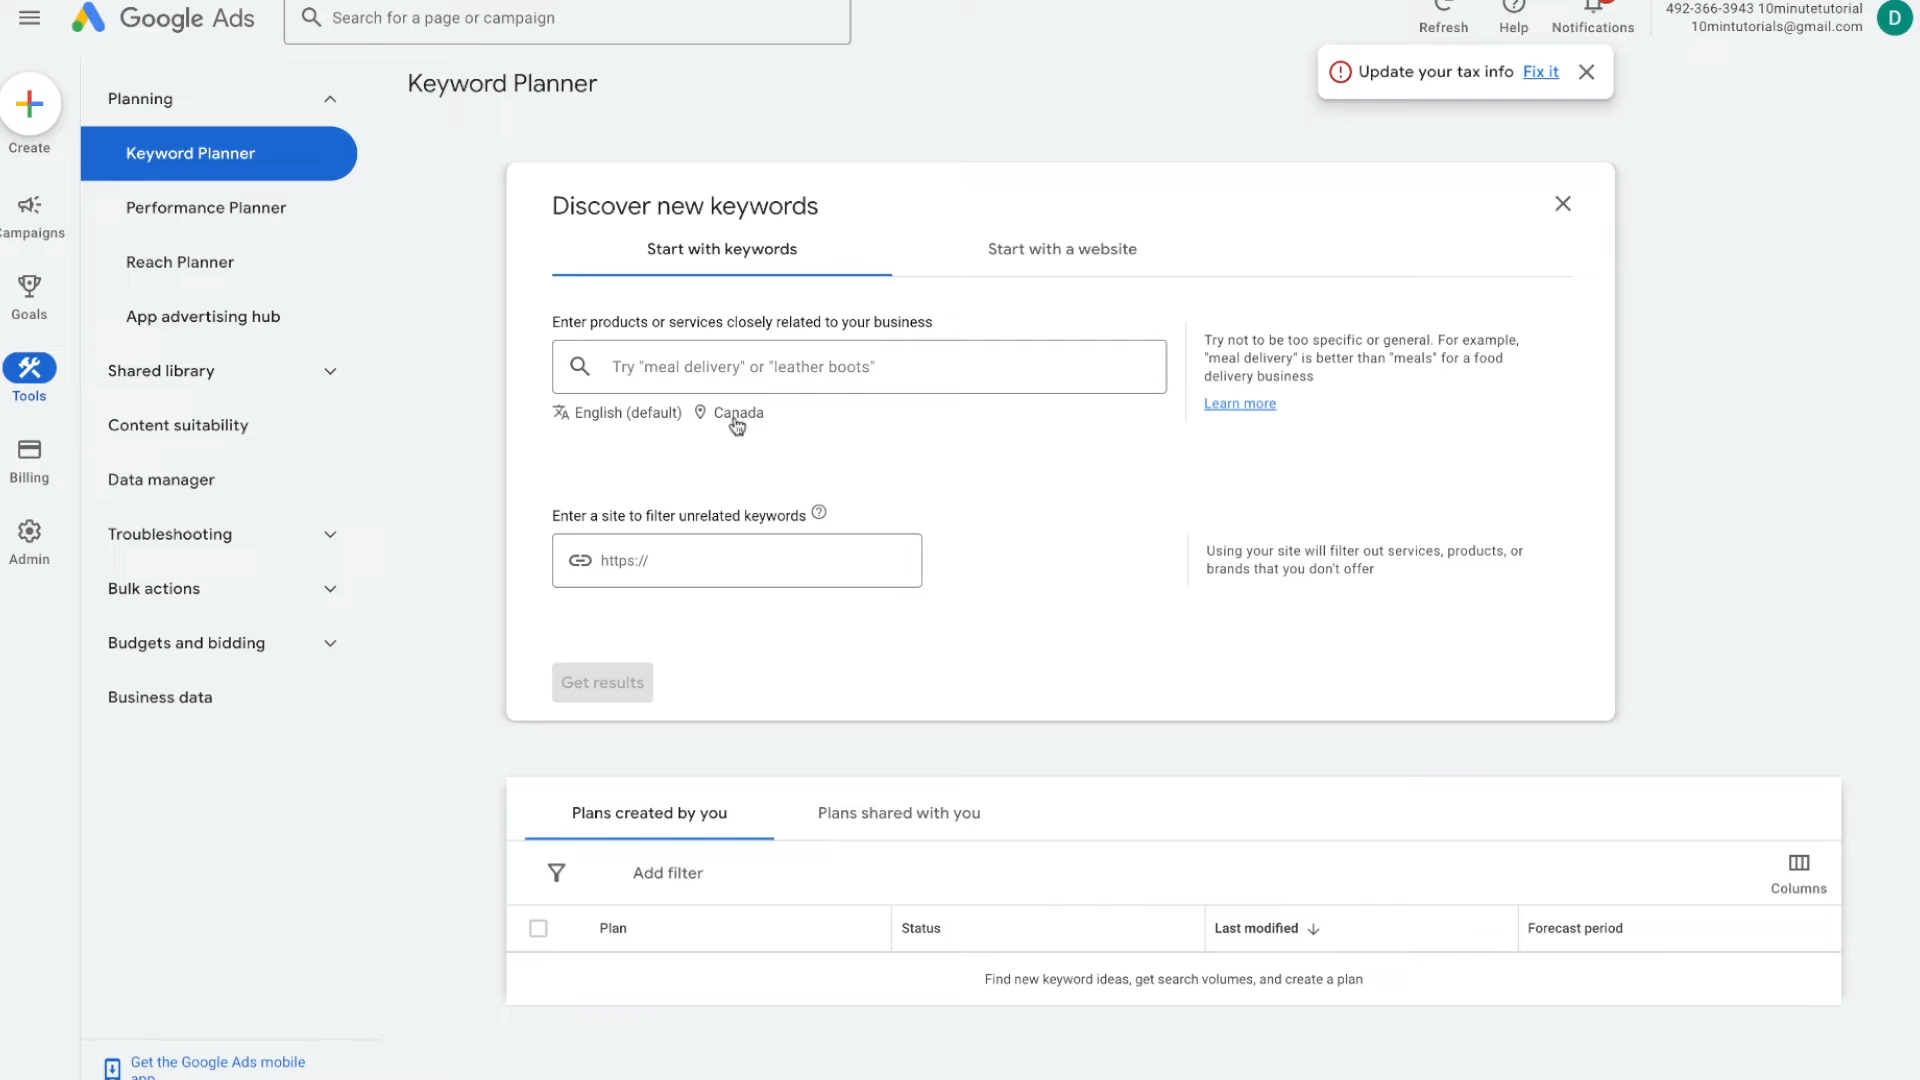 Google Ads
Search for a page or campaign
Refresh
Help
Notifications
492-366-3943 10minutetutorial
10mintutorials@gmail.com
D
Update your tax info Fix it
Create
Campaigns
Goals
Tools
Billing
Admin
Planning
Keyword Planner
Performance Planner
Reach Planner
App advertising hub
Shared library
Content suitability
Data manager
Troubleshooting
Bulk actions
Budgets and bidding
Business data
Get the Google Ads mobile
app
Keyword Planner
Discover new keywords
Start with keywords
Start with a website
Enter products or services closely related to your business
Try "meal delivery" or "leather boots"
English (default)
Canada
Try not to be too specific or general. For example,
"meal delivery" is better than "meals" for a food
delivery business
Learn more
Enter a site to filter unrelated keywords
https://
Using your site will filter out services, products, or
brands that you don't offer
Get results
Plans created by you
Plans shared with you
Add filter
Columns
Plan
Status
Last modified
Forecast period
Find new keyword ideas, get search volumes, and create a plan